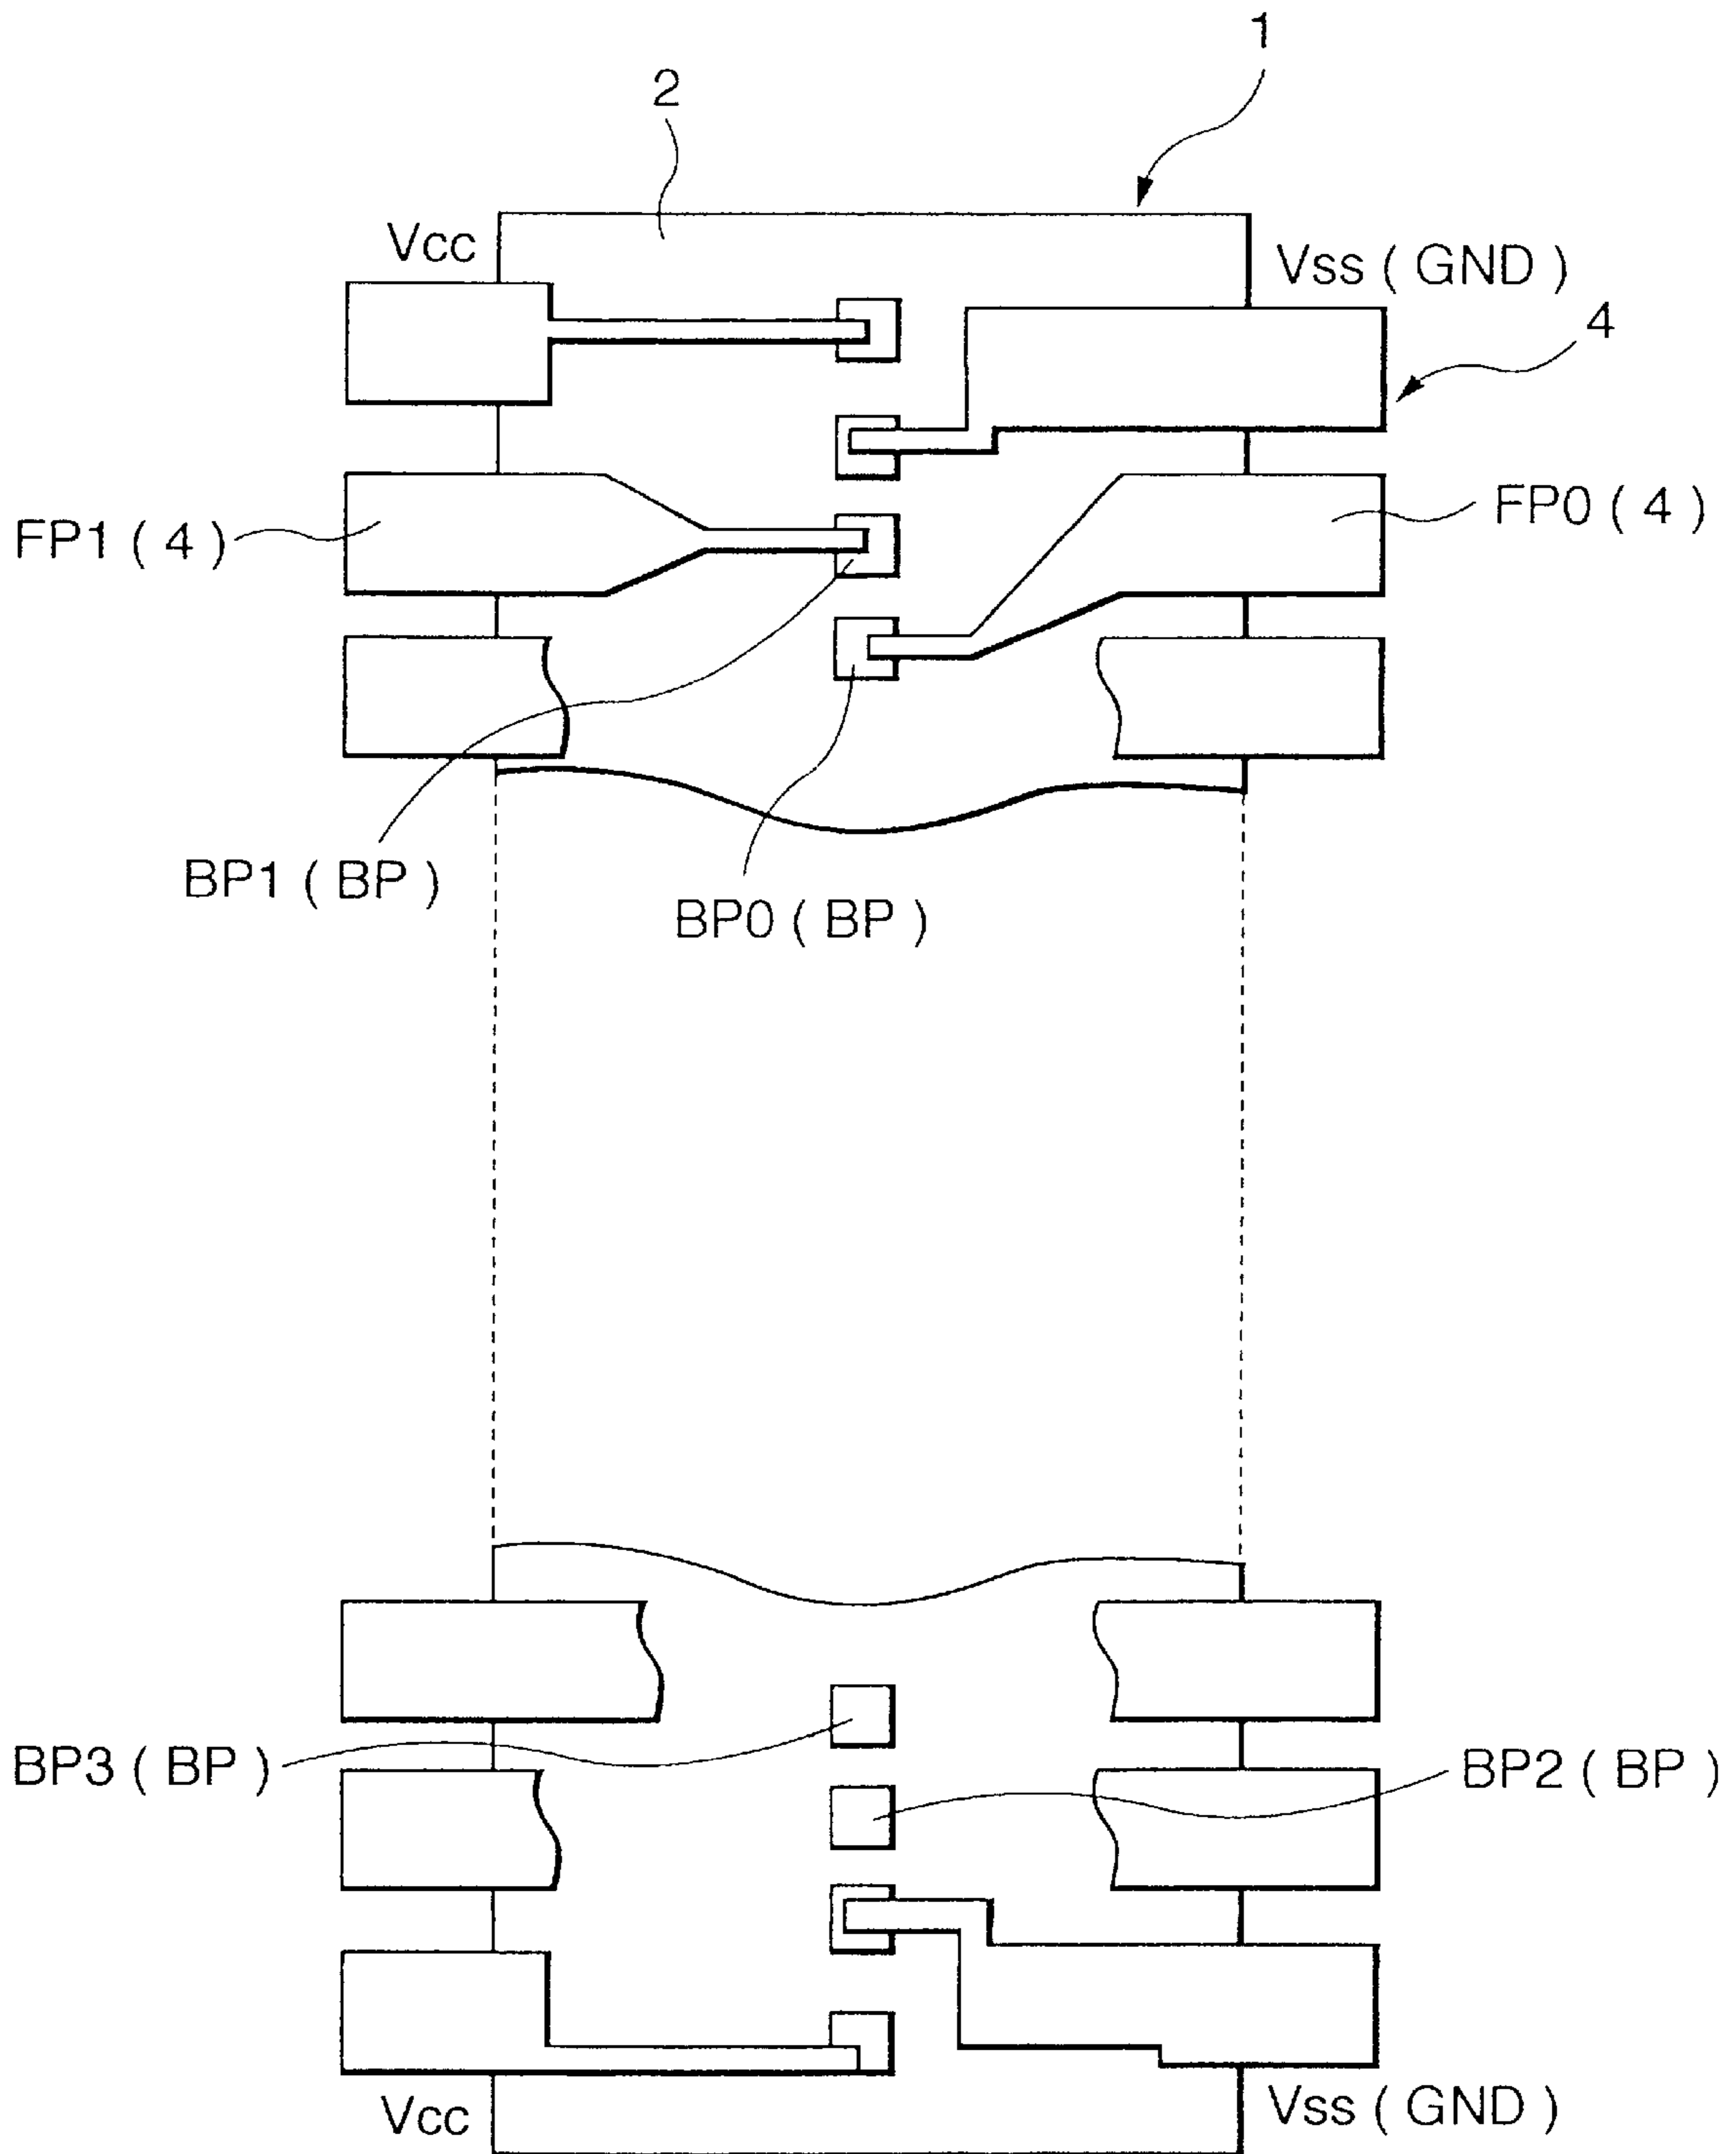 1
2
Vcc
Vss ( GND )
4
FP1 ( 4 )
FP0 ( 4 )
BP1 ( BP )
BP0 ( BP )
BP3 ( BP )
BP2 ( BP )
Vcc
Vss ( GND )